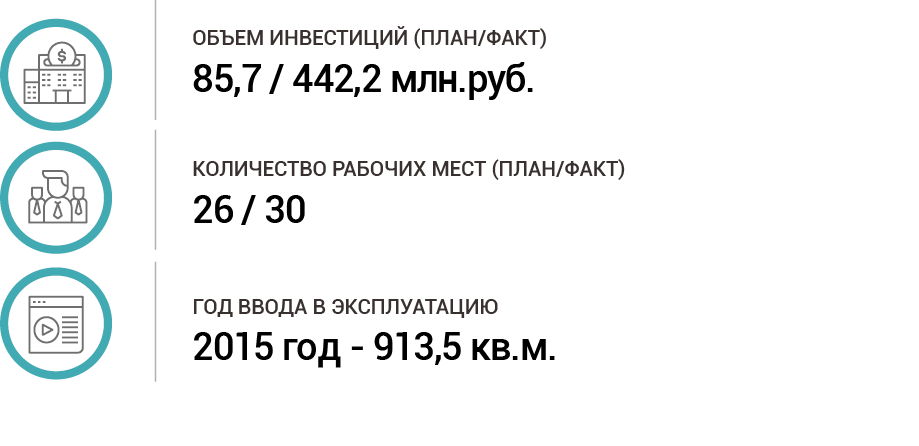 ОБЪЕМ ИНВЕСТИЦИЙ (ПЛАН/ФАКТ)
85,7 / 442,2 млн.руб.
КОЛИЧЕСТВО РАБОЧИХ МЕСТ (ПЛАН/ФАКТ)
26 / 30
ГОД ВВОДА В ЭКСПЛУАТАЦИЮ
2015 год - 913,5 кв.м.